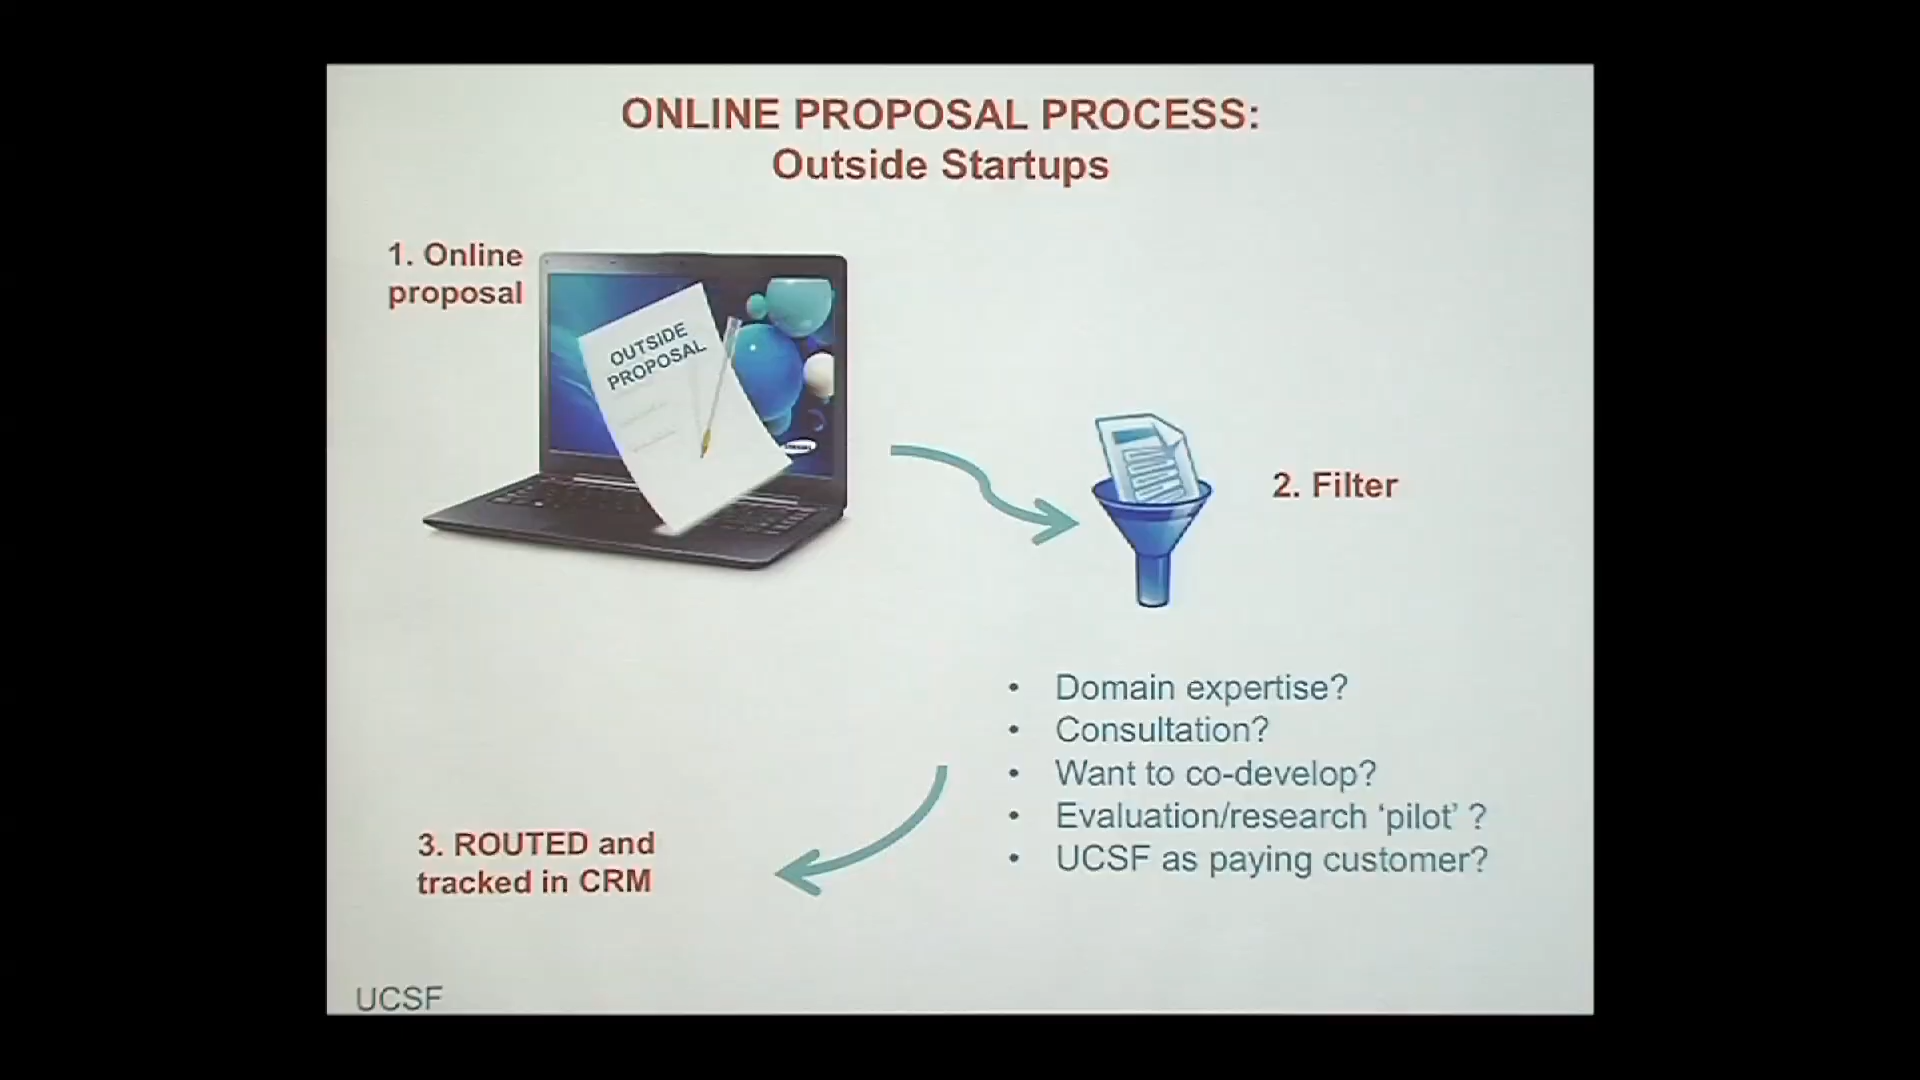 ONLINE PROPOSAL PROCESS:
Outside Startups
1. Online
proposal
OUTSIDE
PROPOSAL
2. Filter
• Domain expertise?
• Consultation?
• Want to co-develop?
• Evaluation/research ‘pilot’ ?
• UCSF as paying customer?
3. ROUTED and
tracked in CRM
UCSF